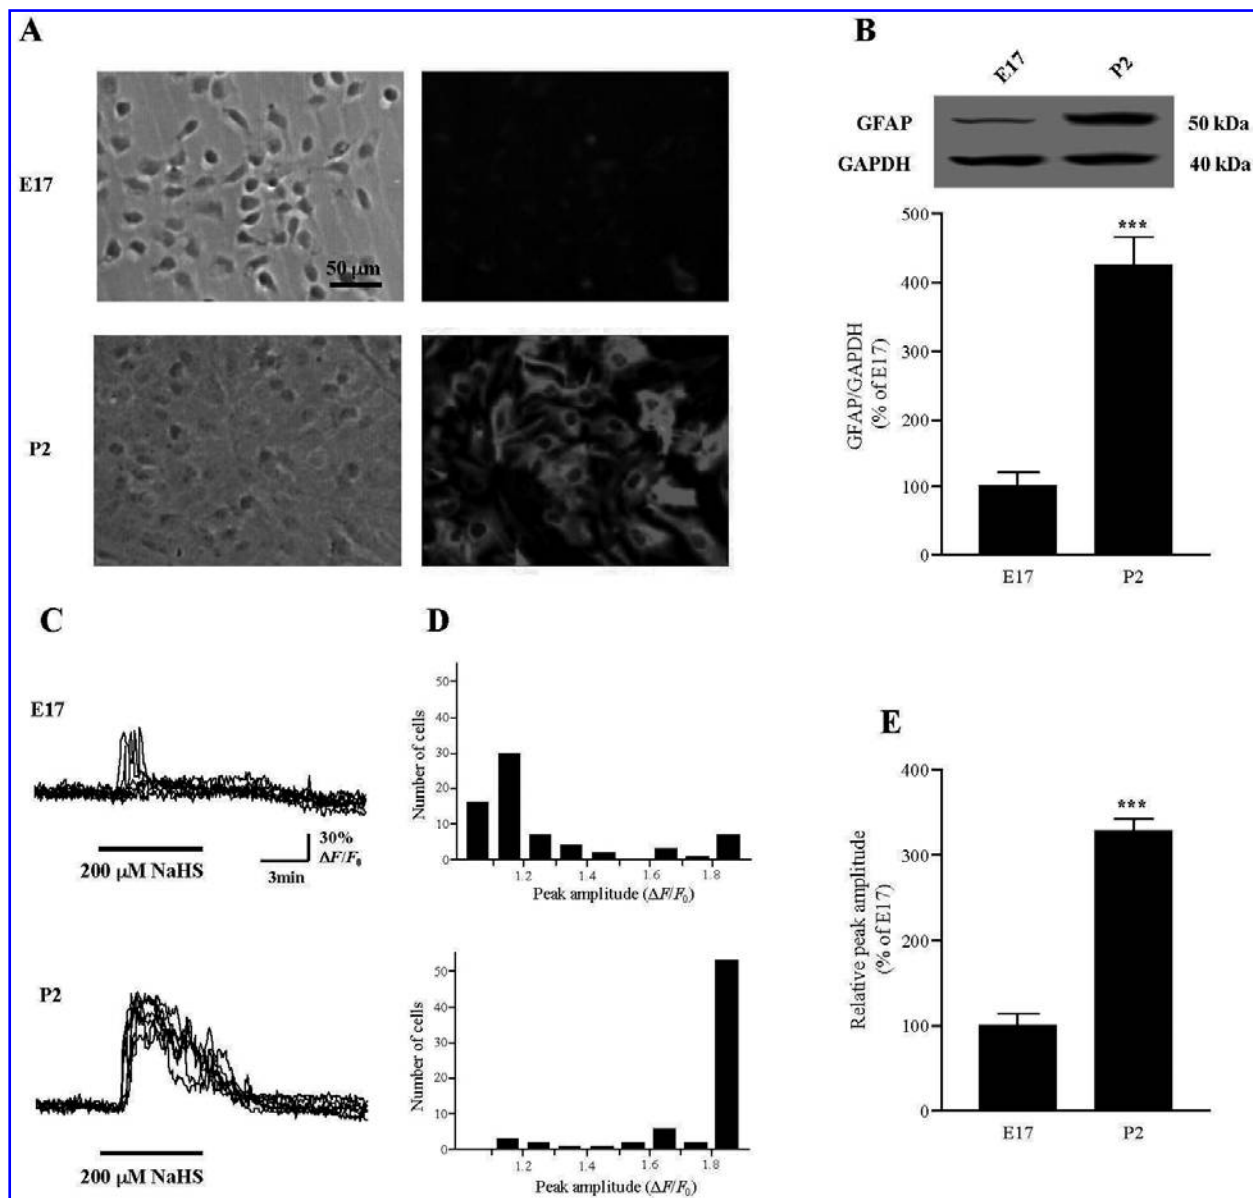 A
E17
50 μm
P2
B
E17 P2
GFAP 50 kDa
GAPDH 40 kDa
500
400
300
200
100
0
GFAP/GAPDH
(% of E17)
***
E17 P2
C
E17
200 μM NaHS
30%
ΔF/F0
3min
P2
200 μM NaHS
D
50
40
30
20
10
0
Number of cells
1.2 1.4 1.6 1.8
Peak amplitude (ΔF/F0)
50
40
30
20
10
0
Number of cells
1.2 1.4 1.6 1.8
Peak amplitude (ΔF/F0)
E
400
300
200
100
0
Relative peak amplitude
(% of E17)
***
E17 P2